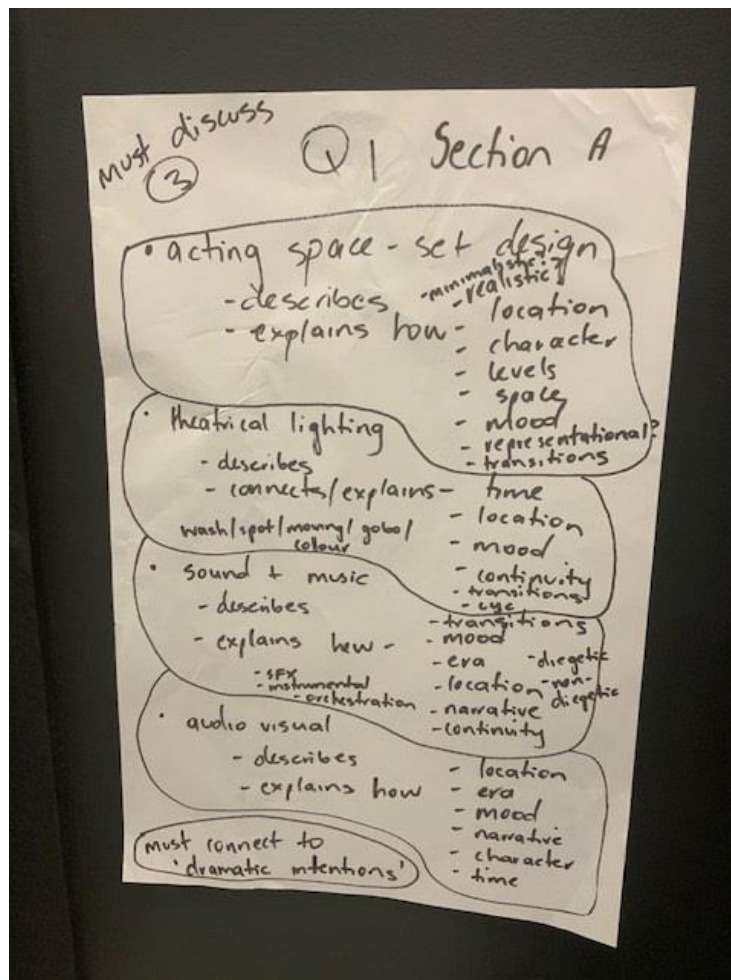 must discuss
3
Q1 Section A
• acting space - set design
- minimalistic?
- realistic?
- describes
- explains how - location
- character
- levels
- space
- mood
- representational?
- transitions
• theatrical lighting
- describes
- connects/explains - time
- location
- mood
- continuity
- transitions
- cyc
wash/spot/moving/gobo/
colour
• sound + music
- describes
- explains how - transitions
- mood
- era
- location
- narrative
- continuity
- diegetic
- non-
diegetic
- SFX
- instrumental
- orchestration
• audio visual
- describes
- explains how - location
- era
- mood
- narrative
- character
- time
must connect to
'dramatic intentions'